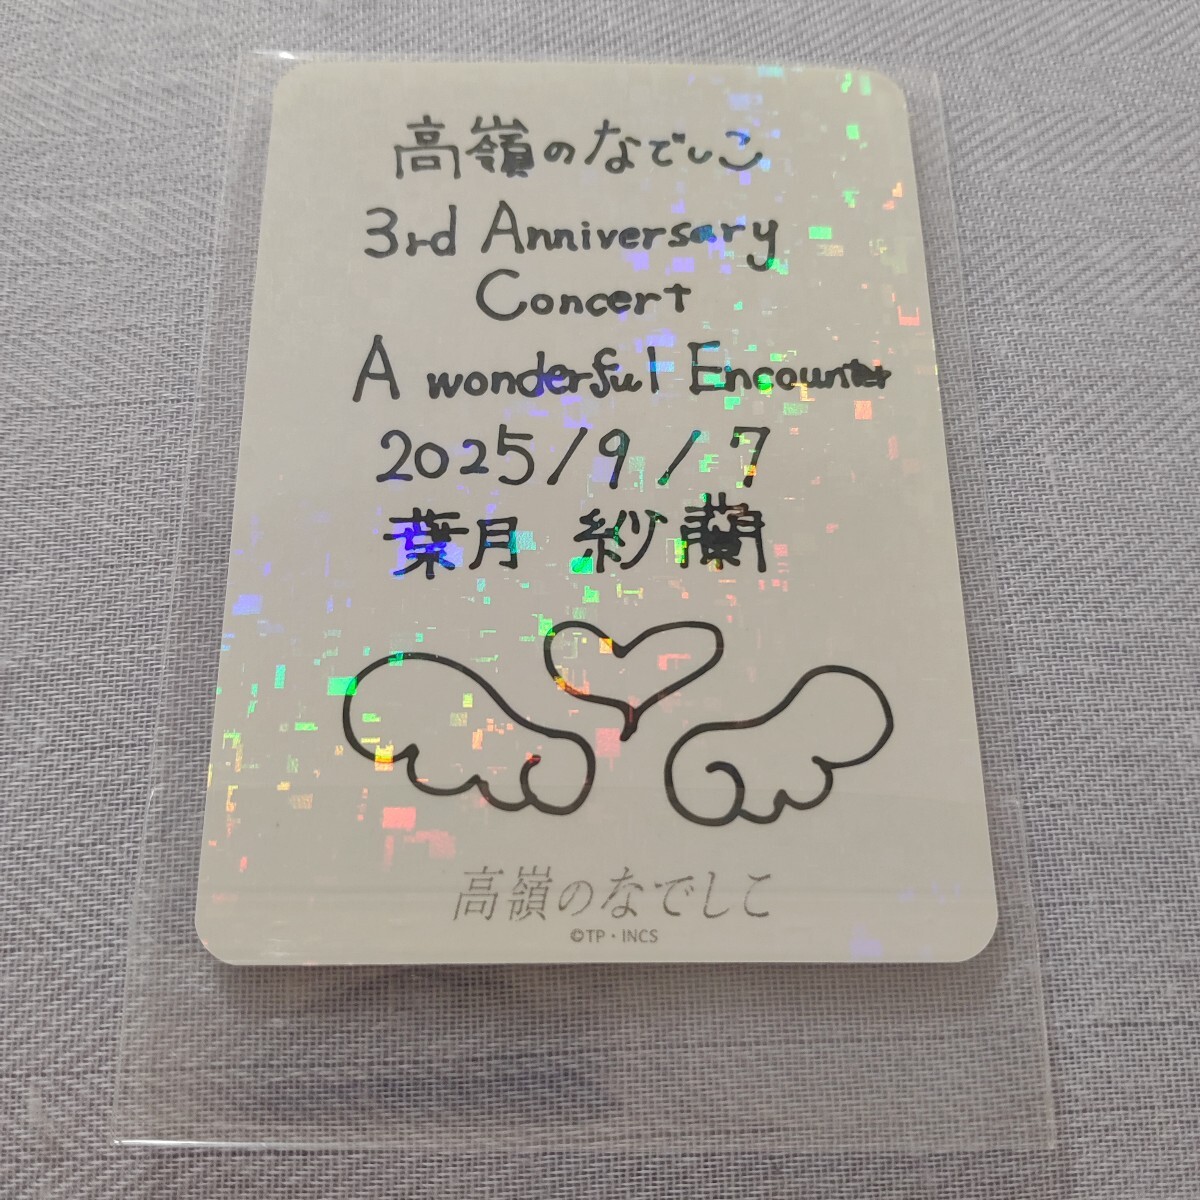 高嶺のなでしこ
3rd Anniversary
Concert
A wonderful Encounter
2025/9/7
葉月 紗蘭
高嶺のなでしこ
©TP・INCS